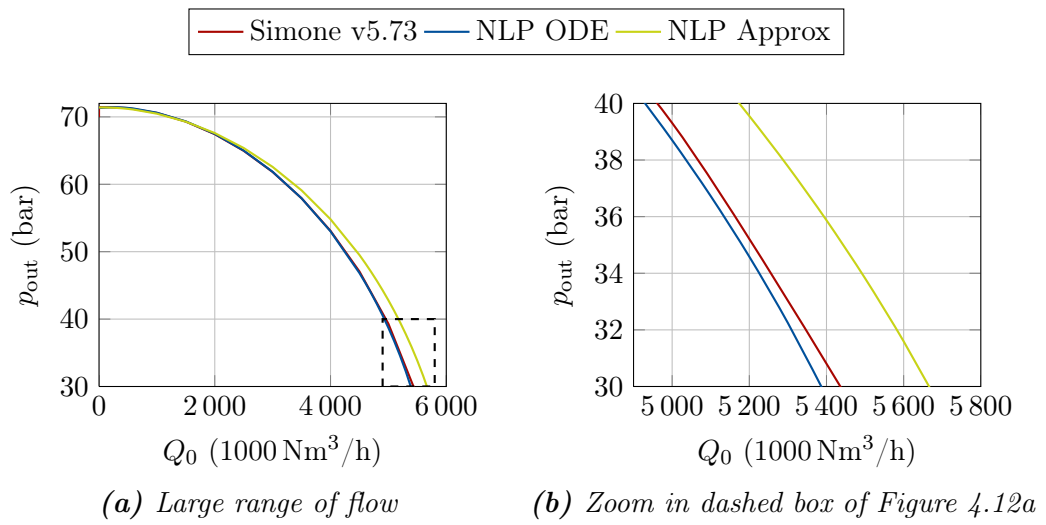 Simone v5.73 NLP ODE NLP Approx
70
60
50
40
30
0 2 000 4 000 6 000
p_out (bar)
Q_0 (1000 Nm^3/h)
(a) Large range of flow
40
38
36
34
32
30
5 000 5 200 5 400 5 600 5 800
p_out (bar)
Q_0 (1000 Nm^3/h)
(b) Zoom in dashed box of Figure 4.12a